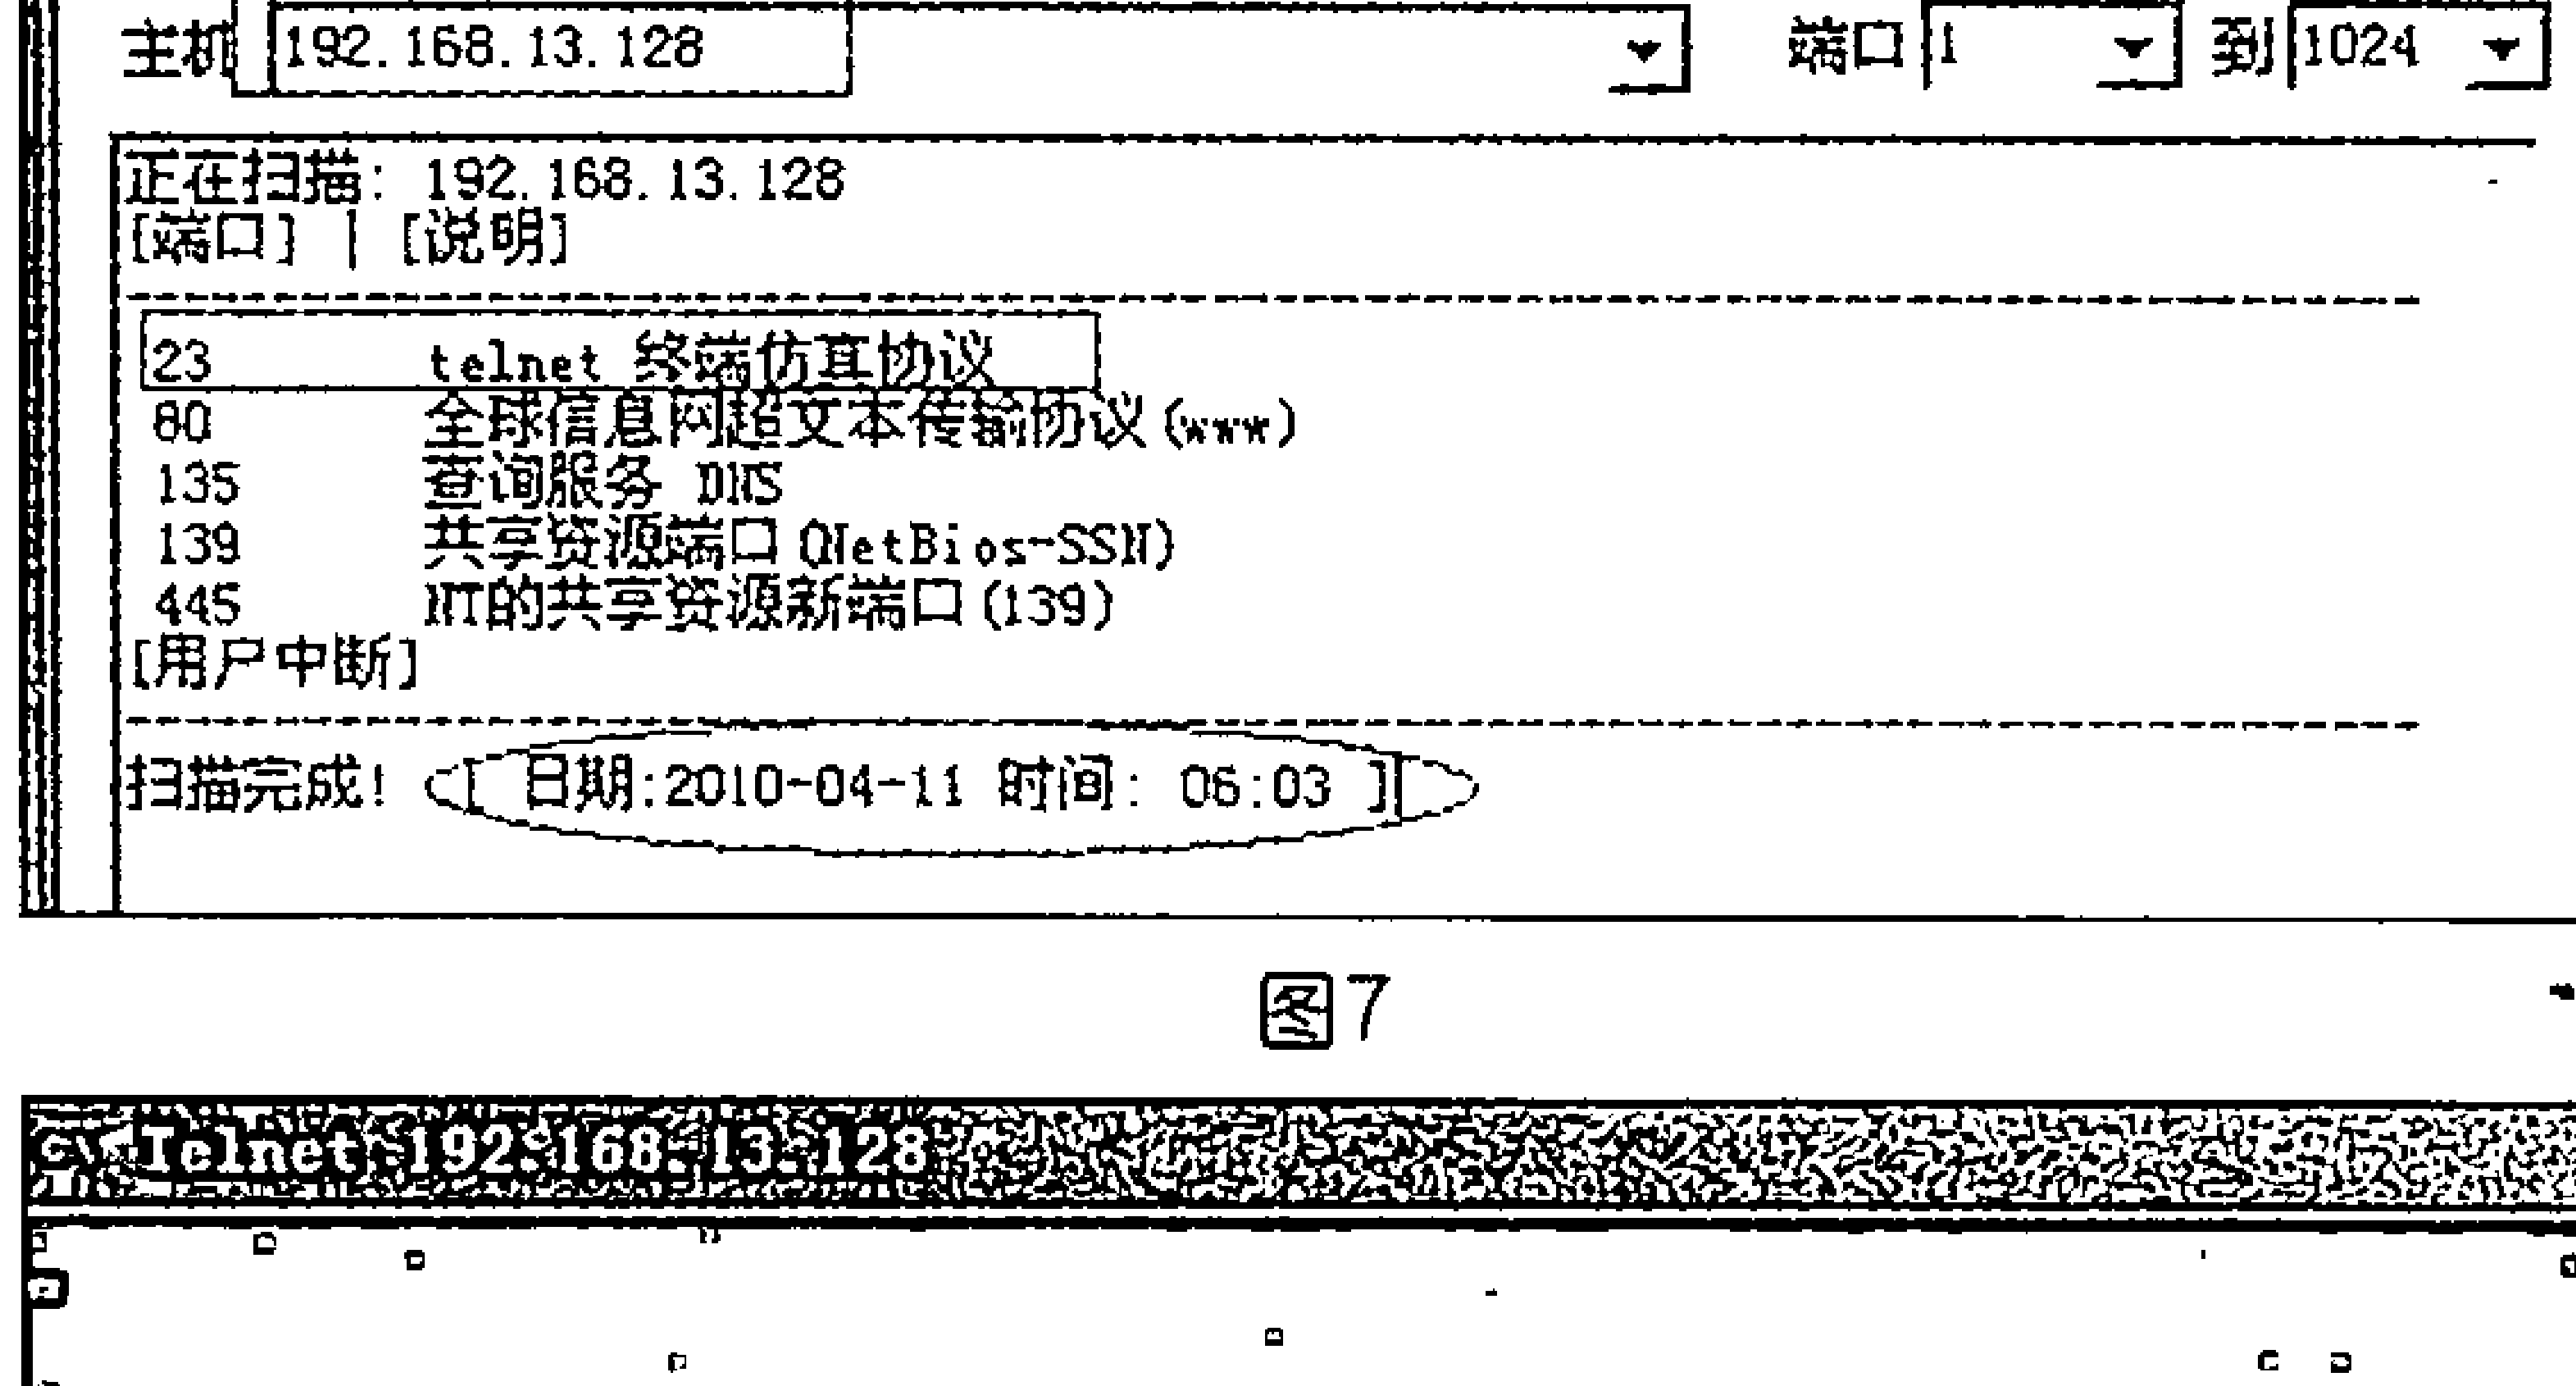 主机 192.168.13.128 端口 1 到 1024
正在扫描: 192.168.13.128
[端口] | [说明]
23 telnet 终端仿真协议
80 全球信息网超文本传输协议(www)
135 查询服务 DNS
139 共享资源端口(NetBios-SSN)
445 NT的共享资源新端口(139)
[用户中断]
扫描完成! [ 日期:2010-04-11 时间: 06:03 ]
图7
Telnet 192.168.13.128